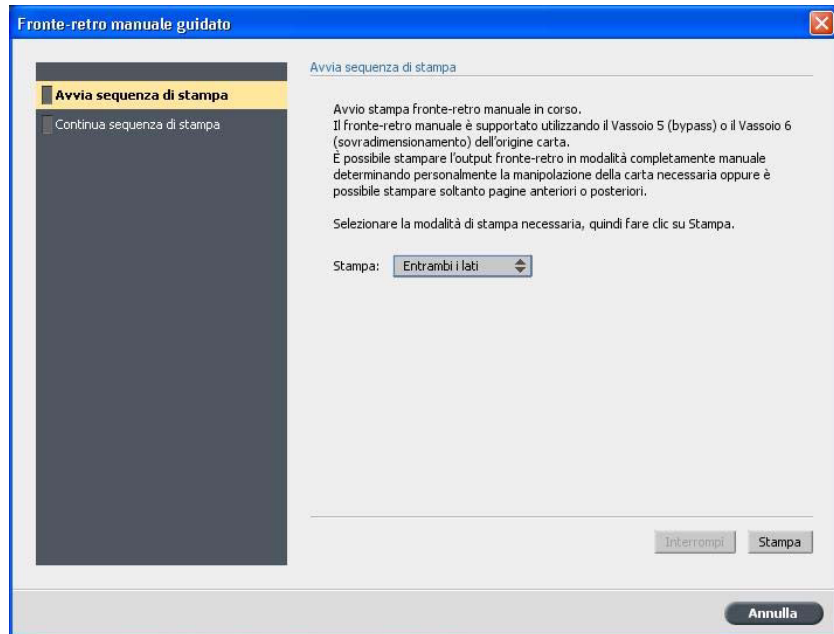 Fronte-retro manuale guidato
Avvia sequenza di stampa
Continua sequenza di stampa
Avvia sequenza di stampa
Avvio stampa fronte-retro manuale in corso.
Il fronte-retro manuale è supportato utilizzando il Vassoio 5 (bypass) o il Vassoio 6
(sovradimensionamento) dell'origine carta.
È possibile stampare l'output fronte-retro in modalità completamente manuale
determinando personalmente la manipolazione della carta necessaria oppure è
possibile stampare soltanto pagine anteriori o posteriori.
Selezionare la modalità di stampa necessaria, quindi fare clic su Stampa.
Stampa: Entrambi i lati
Interrompi Stampa
Annulla